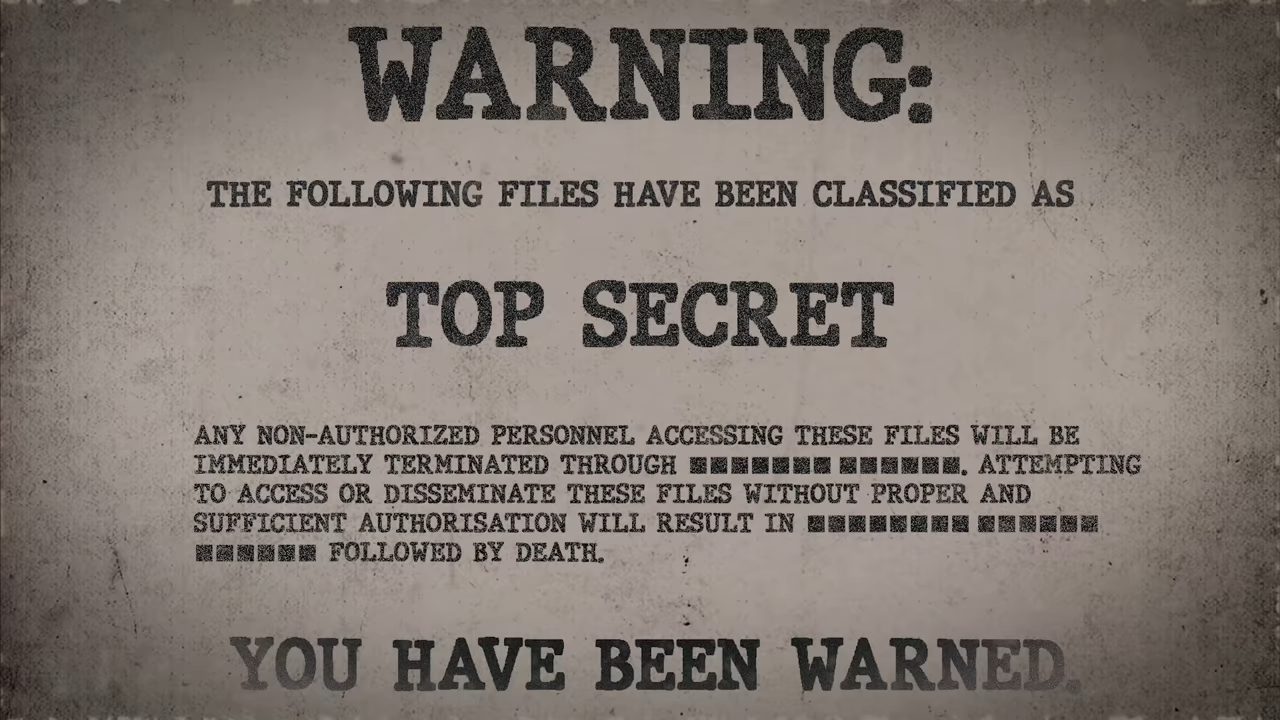 WARNING:
THE FOLLOWING FILES HAVE BEEN CLASSIFIED AS
TOP SECRET
ANY NON-AUTHORIZED PERSONNEL ACCESSING THESE FILES WILL BE
IMMEDIATELY TERMINATED THROUGH ■■■■■■■ ■■■■■■. ATTEMPTING
TO ACCESS OR DISSEMINATE THESE FILES WITHOUT PROPER AND
SUFFICIENT AUTHORISATION WILL RESULT IN ■■■■■■■■ ■■■■■■
■■■■■■ FOLLOWED BY DEATH.
YOU HAVE BEEN WARNED.